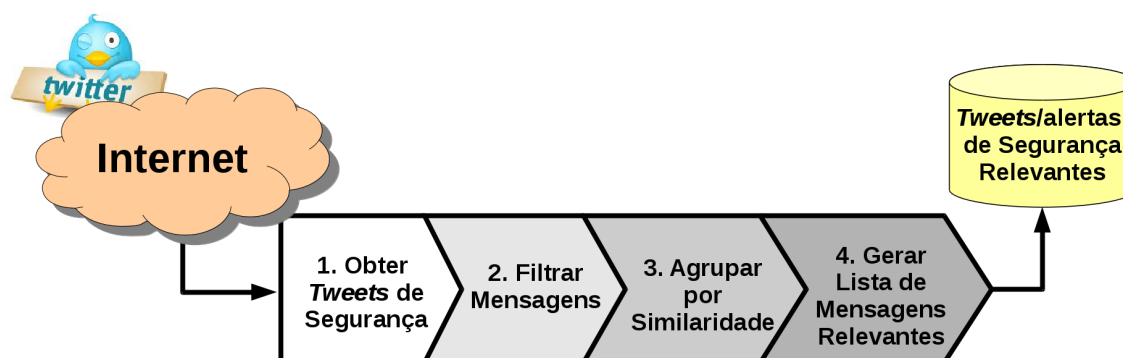 twitter
Internet
1. Obter
Tweets de
Segurança
2. Filtrar
Mensagens
3. Agrupar
por
Similaridade
4. Gerar
Lista de
Mensagens
Relevantes
Tweets/alertas
de Segurança
Relevantes